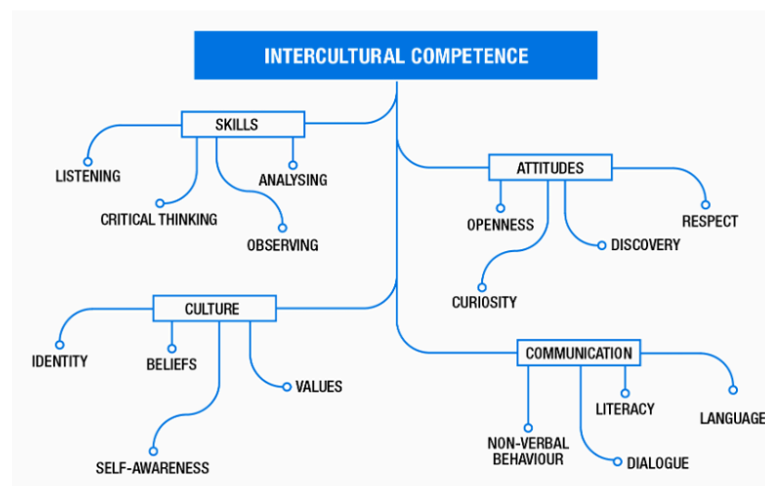 INTERCULTURAL COMPETENCE
SKILLS
LISTENING
ANALYSING
CRITICAL THINKING
OBSERVING
ATTITUDES
OPENNESS
RESPECT
DISCOVERY
CURIOSITY
CULTURE
IDENTITY
BELIEFS
VALUES
SELF-AWARENESS
COMMUNICATION
LITERACY
LANGUAGE
NON-VERBAL
BEHAVIOUR
DIALOGUE